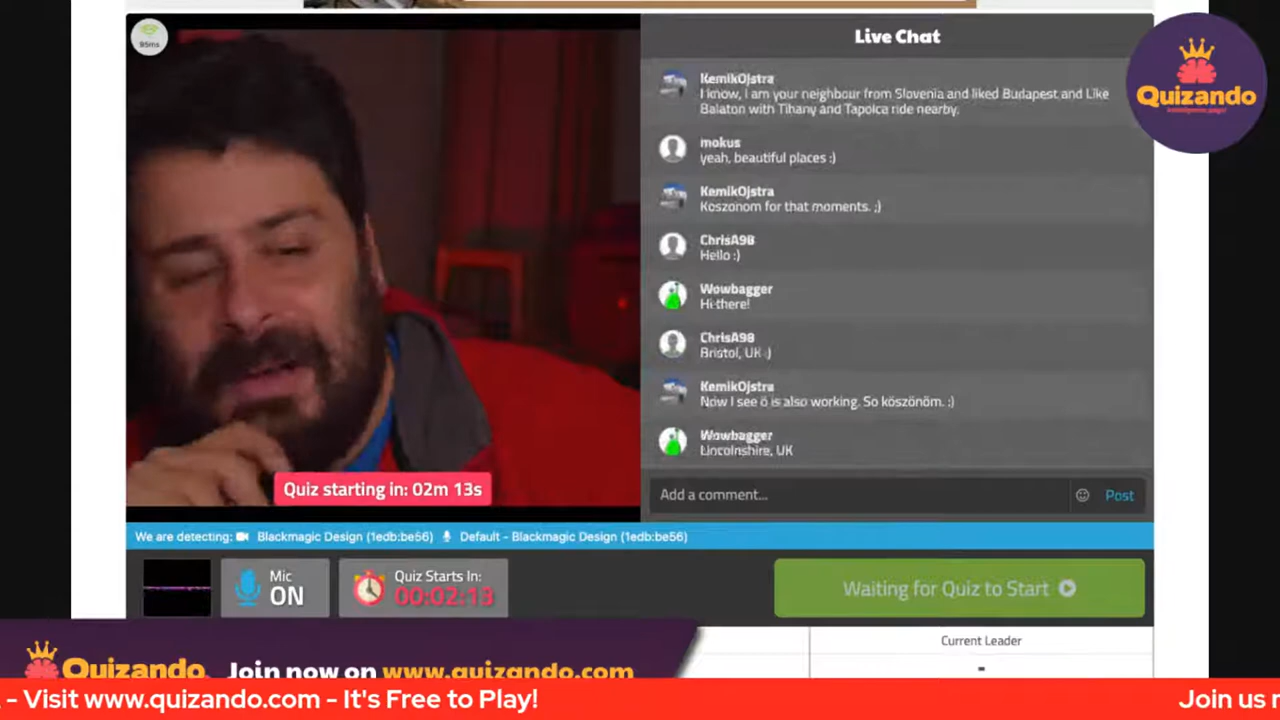 95ms
Live Chat
Quizando
KemikOjstra
I know, i am your neighbour from Slovenia and liked Budapest and Like
Balaton with Tihany and Tapolca ride nearby.
mokus
yeah, beautiful places :)
KemikOjstra
Koszonom for that moments. ;)
ChrisA98
Hello :)
Wowbagger
Hi there!
ChrisA98
Bristol, UK :)
KemikOjstra
Now I see ö is also working. So köszönöm. :)
Wowbagger
Lincolnshire, UK
Quiz starting in: 02m 13s
Add a comment...
Post
We are detecting: Blackmagic Design (1edb:be56) Default - Blackmagic Design (1edb:be56)
Mic
ON
Quiz Starts In:
00:02:13
Waiting for Quiz to Start
Current Leader
-
Quizando Join now on www.quizando.com
- Visit www.quizando.com - It's Free to Play!
Join us